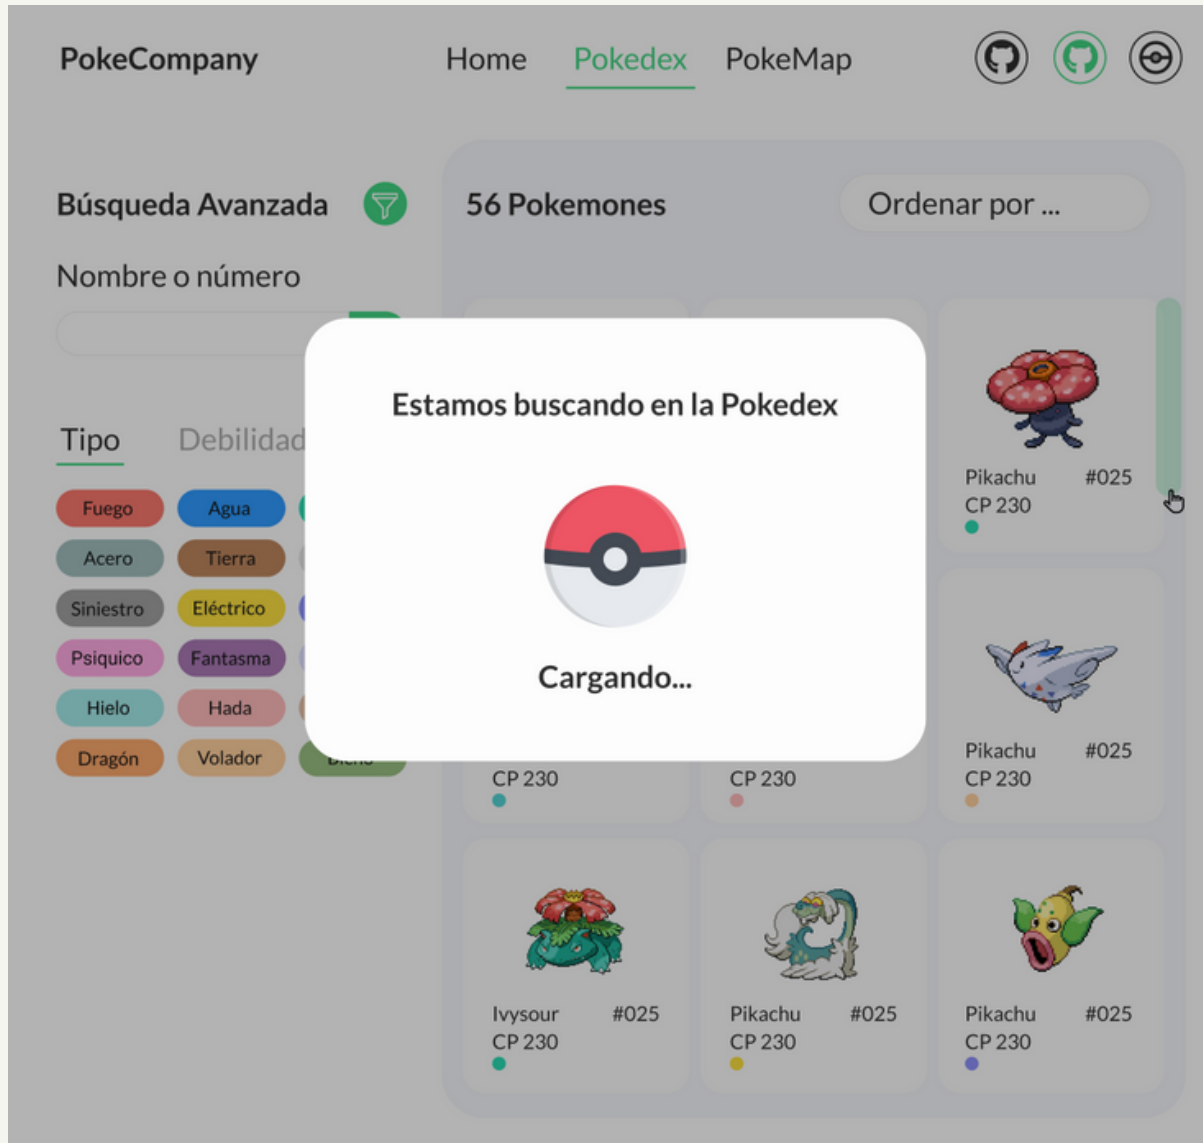 PokeCompany
Home Pokedex PokeMap
Búsqueda Avanzada
56 Pokemones
Ordenar por ...
Nombre o número
Tipo Debilidad
Fuego Agua
Acero Tierra
Siniestro Eléctrico
Psiquico Fantasma
Hielo Hada
Dragón Volador
Estamos buscando en la Pokedex
Cargando...
Pikachu #025
CP 230
CP 230
CP 230
Pikachu #025
CP 230
Ivysour #025
CP 230
Pikachu #025
CP 230
Pikachu #025
CP 230